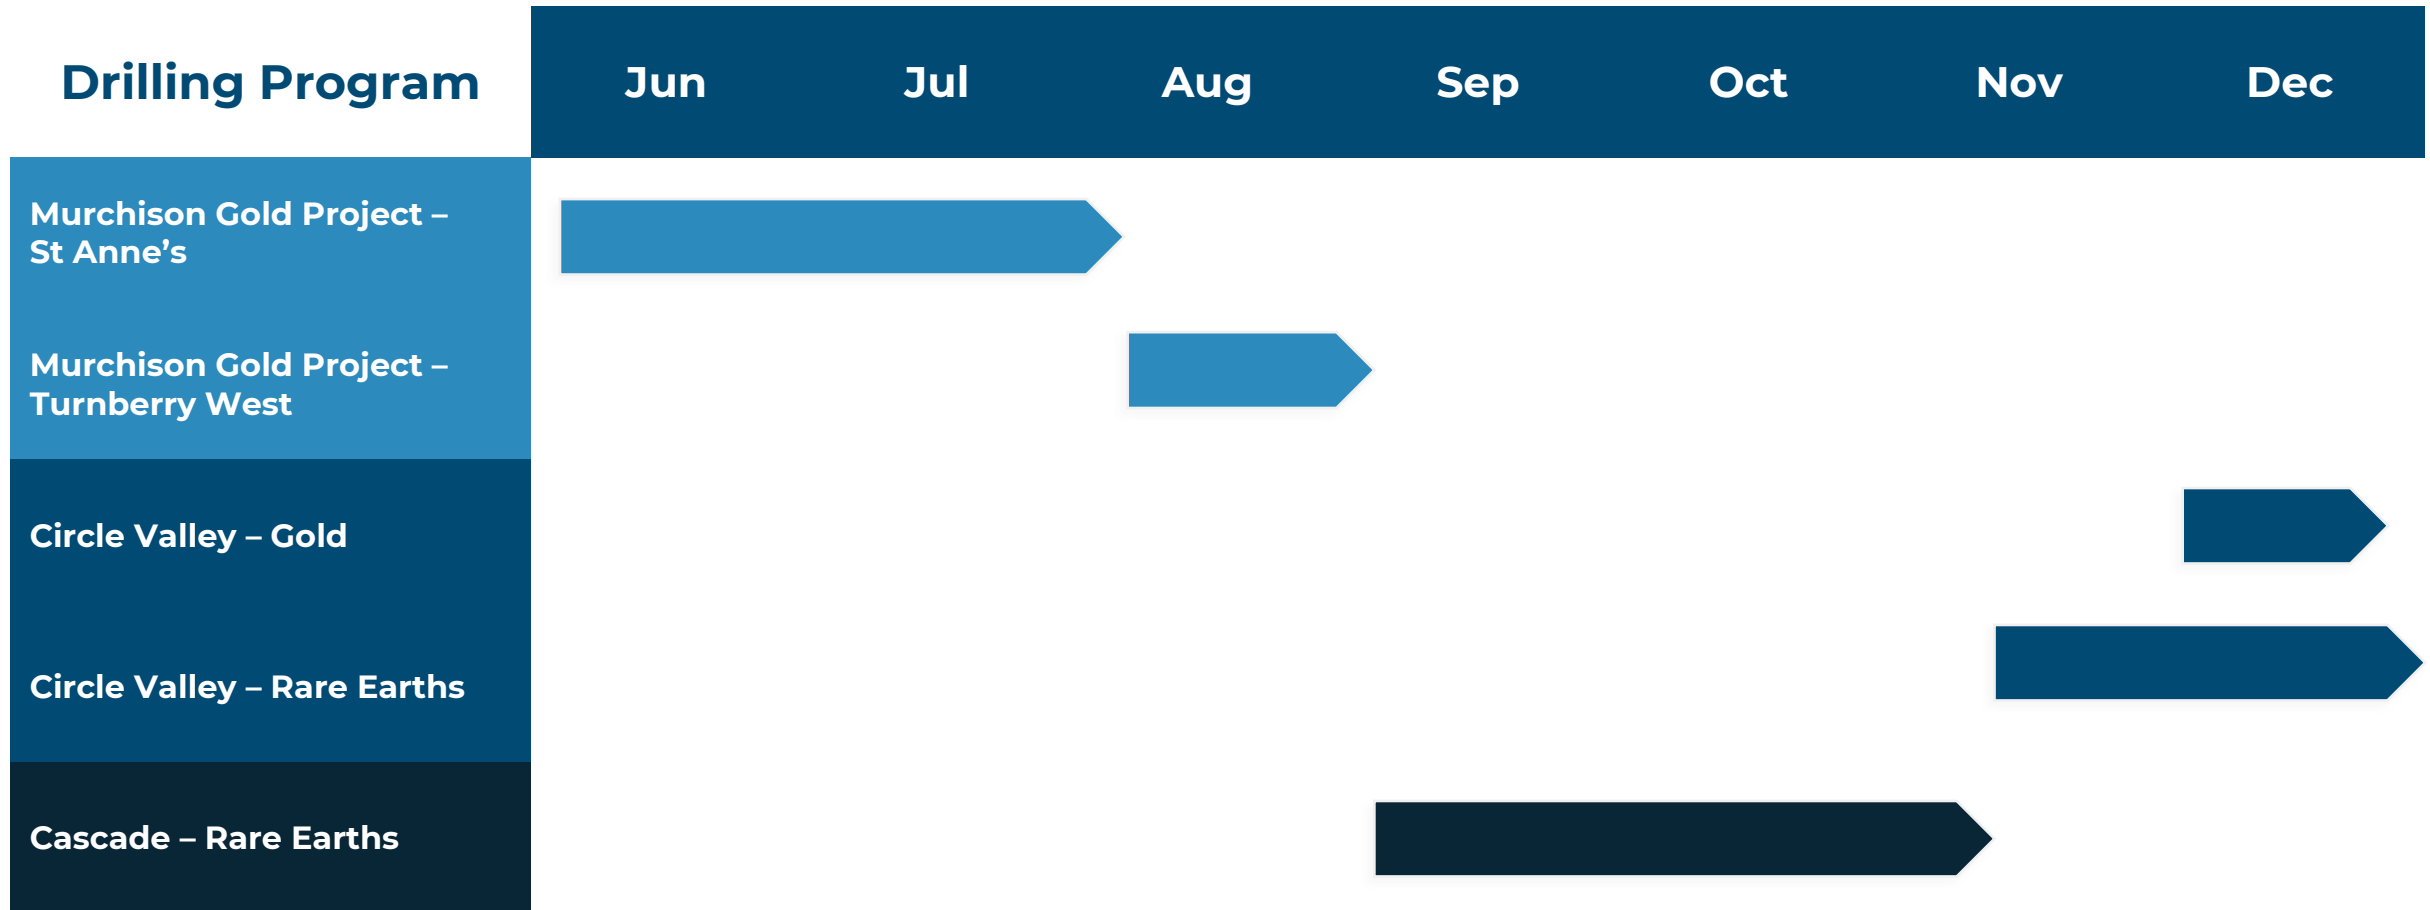 Drilling Program
Jun Jul Aug Sep Oct Nov Dec
Murchison Gold Project –
St Anne’s
Murchison Gold Project –
Turnberry West
Circle Valley – Gold
Circle Valley – Rare Earths
Cascade – Rare Earths